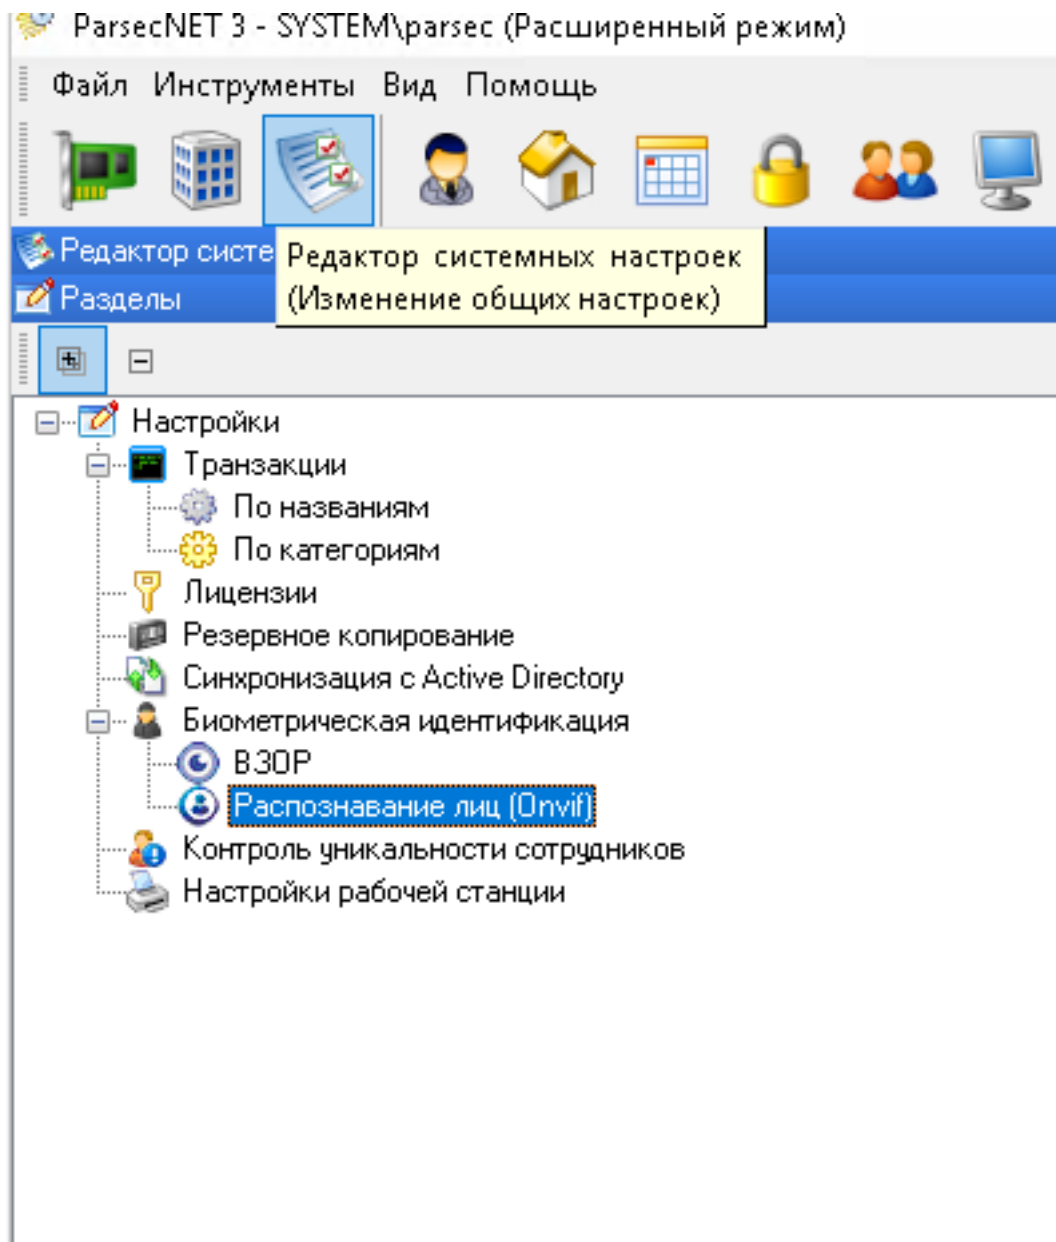 ParsecNET 3 - SYSTEM\parsec (Расширенный режим)
Файл Инструменты Вид Помощь
Редактор систе
Редактор системных настроек
(Изменение общих настроек)
Разделы
Настройки
Транзакции
По названиям
По категориям
Лицензии
Резервное копирование
Синхронизация с Active Directory
Биометрическая идентификация
ВЗОР
Распознавание лиц (Onvif)
Контроль уникальности сотрудников
Настройки рабочей станции